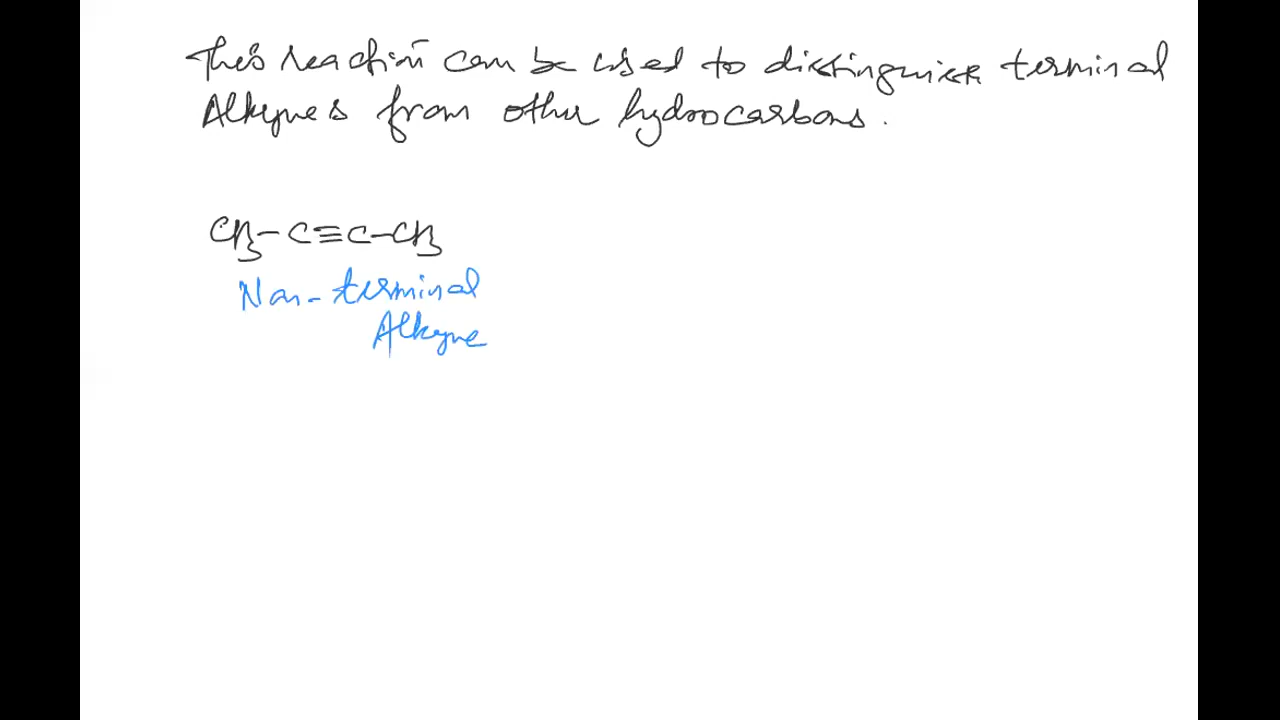 This reaction can be used to distinguish terminal
Alkynes from other hydrocarbons.
CH₃-C≡C-CH₃
Non-terminal
Alkyne